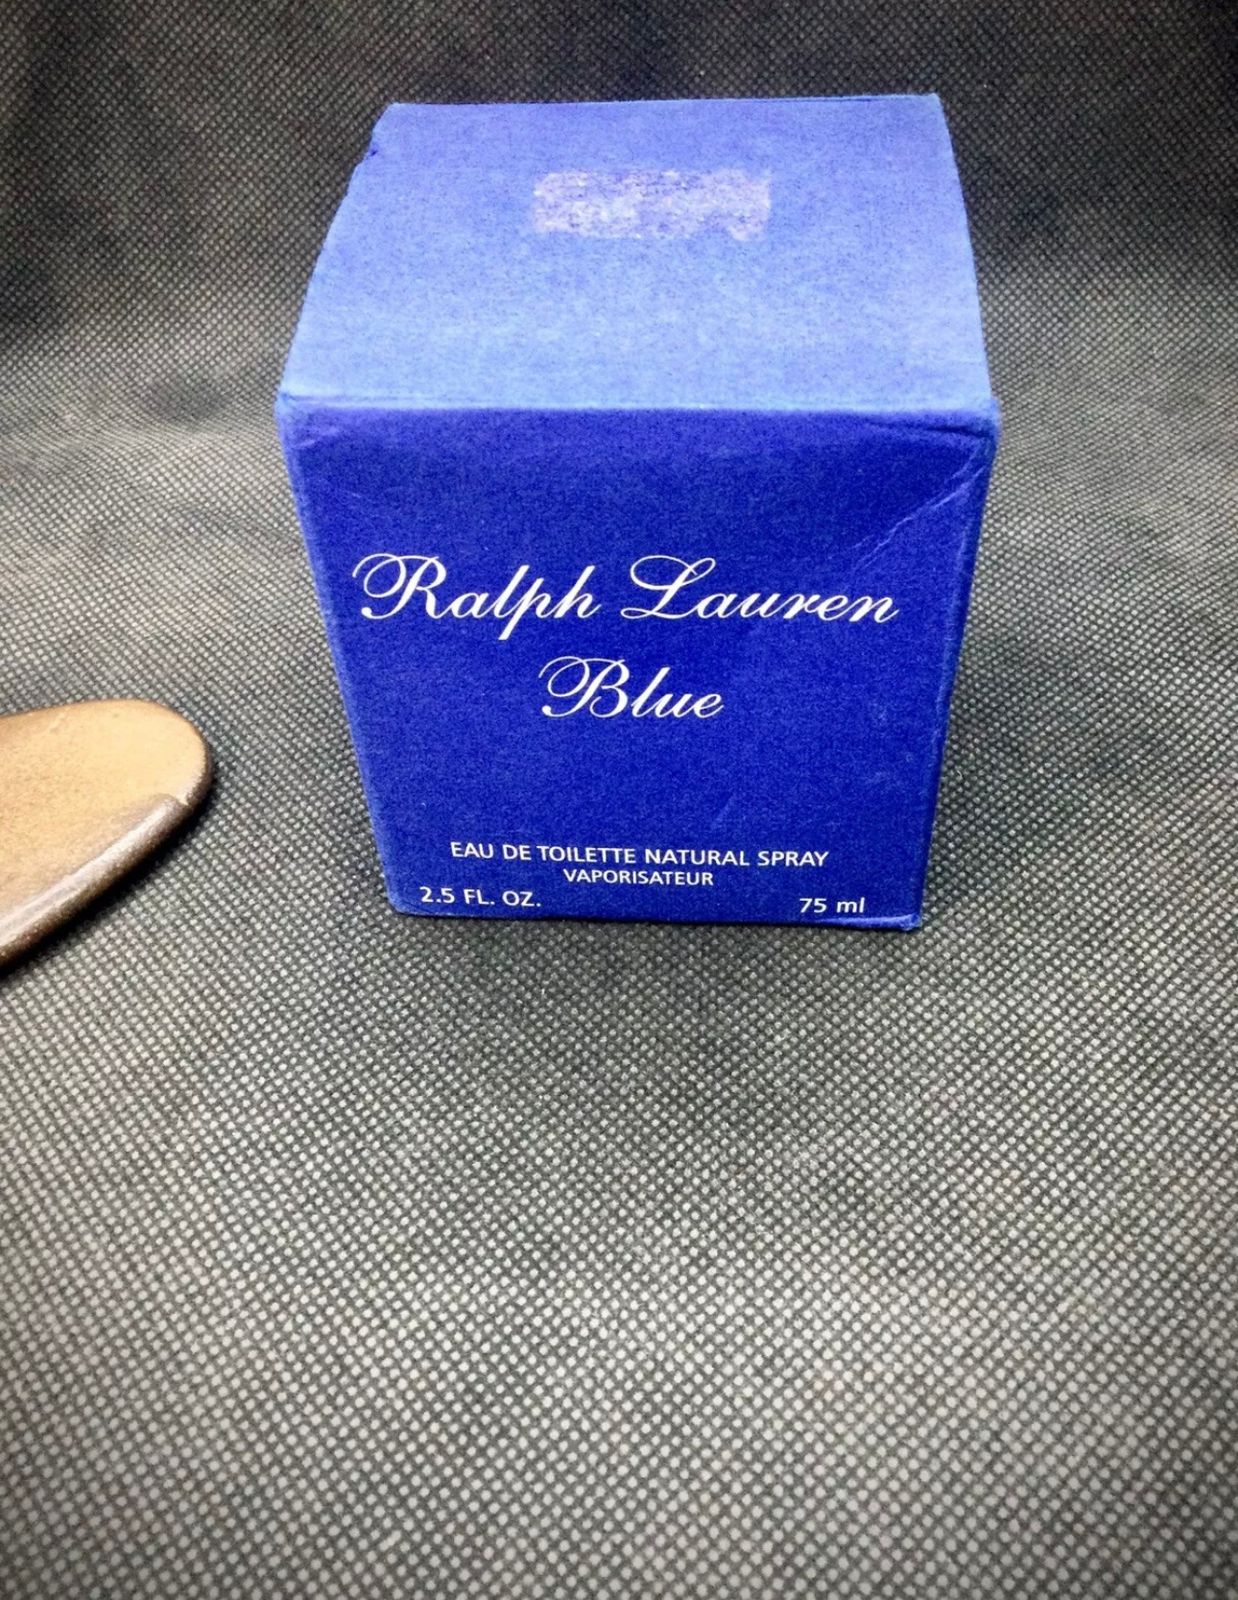 Ralph Lauren
Blue
EAU DE TOILETTE NATURAL SPRAY
VAPORISATEUR
2.5 FL. OZ. 75 ml